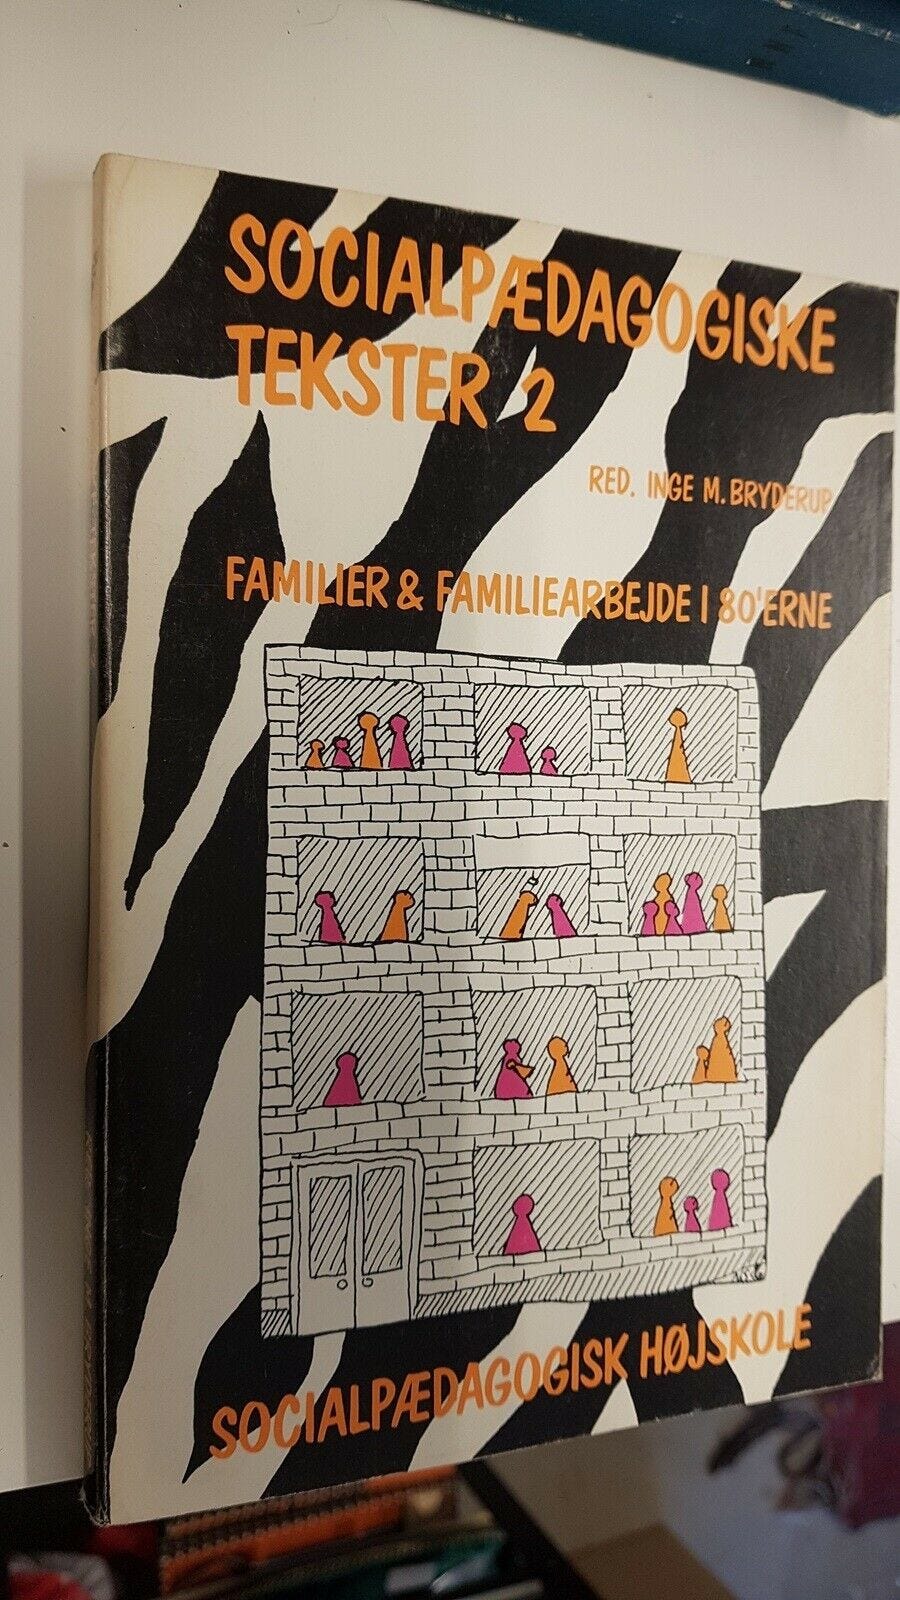 SOCIALPÆDAGOGISKE
TEKSTER 2
RED. INGE M. BRYDERUP
FAMILIER & FAMILIEARBEJDE I 80'ERNE
SOCIALPÆDAGOGISK HØJSKOLE